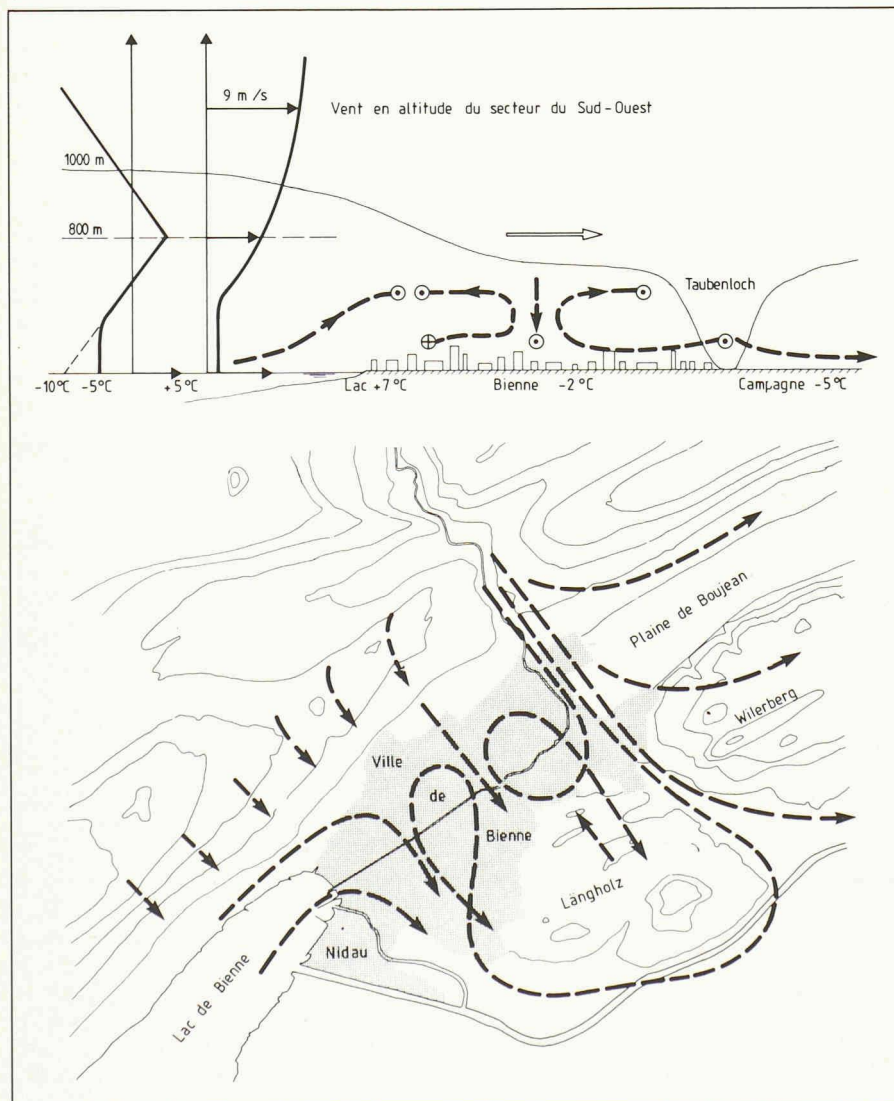 9 m/s
Vent en altitude du secteur du Sud-Ouest
1000 m
800 m
Taubenloch
-10°C -5°C +5°C Lac +7°C Bienne -2°C Campagne -5°C
Plaine de Boujean
Wilerberg
Ville
de
Bienne
Längholz
Nidau
Lac de Bienne